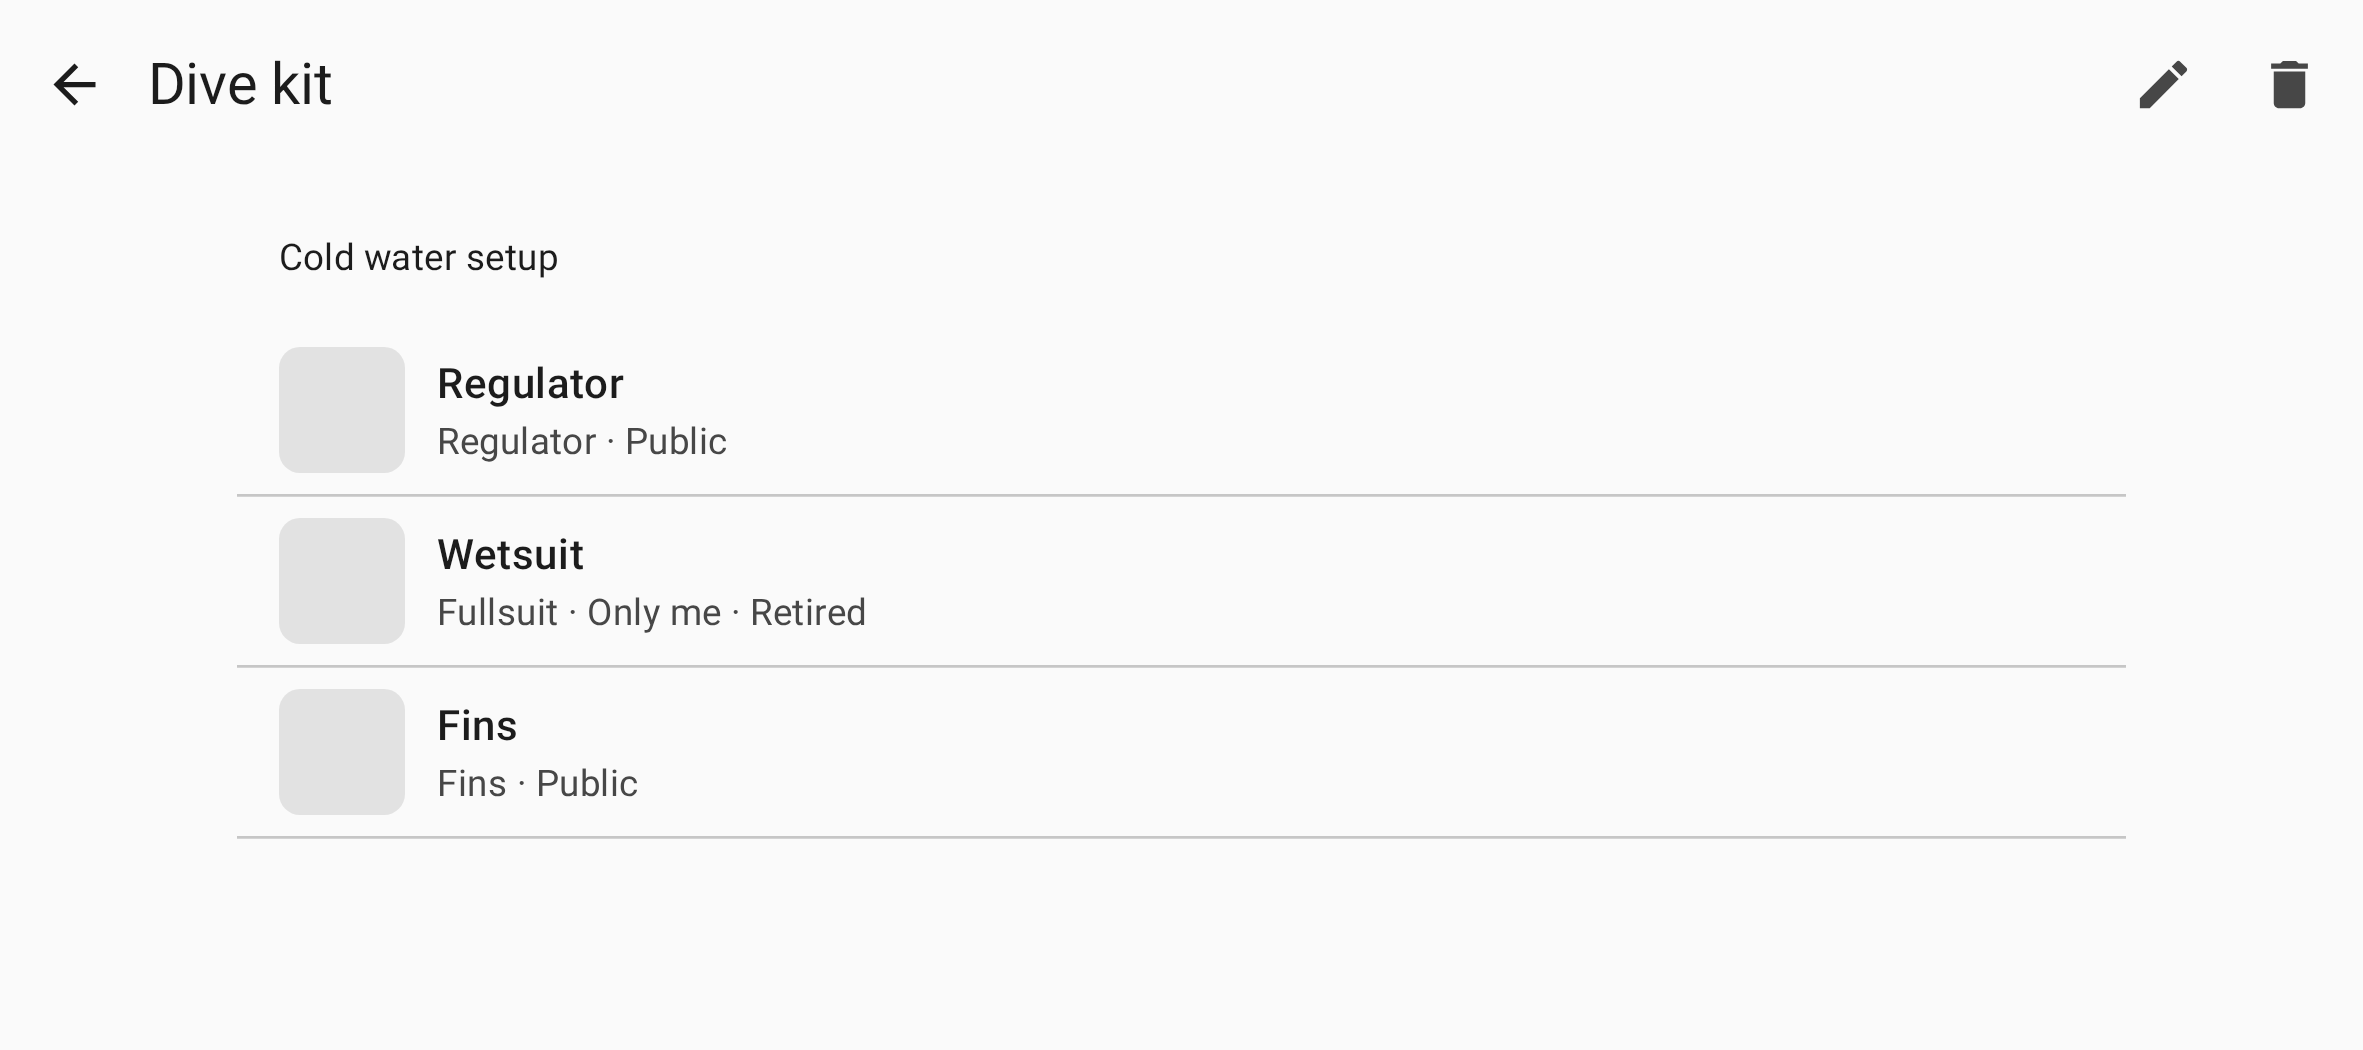 Dive kit
Cold water setup
Regulator
Regulator · Public
Wetsuit
Fullsuit · Only me · Retired
Fins
Fins · Public